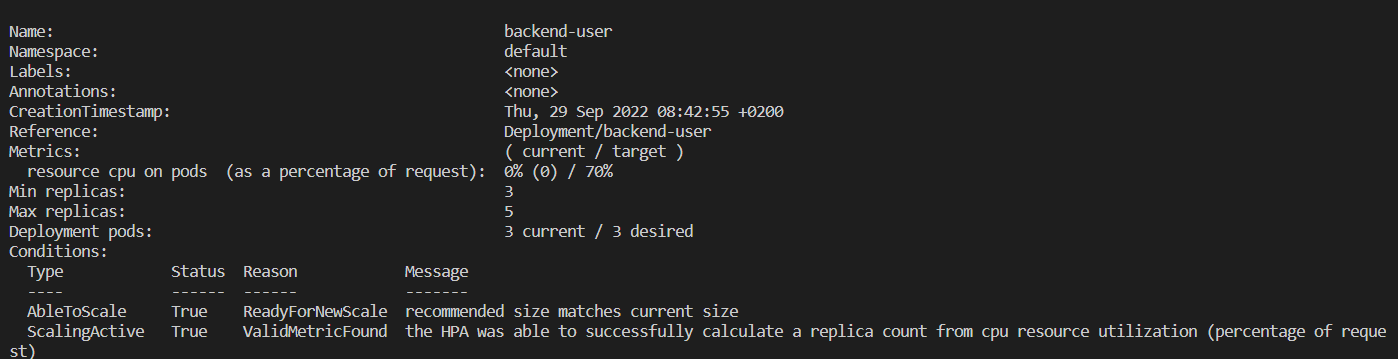 Name: backend-user
Namespace: default
Labels: <none>
Annotations: <none>
CreationTimestamp: Thu, 29 Sep 2022 08:42:55 +0200
Reference: Deployment/backend-user
Metrics: ( current / target )
  resource cpu on pods  (as a percentage of request): 0% (0) / 70%
Min replicas: 3
Max replicas: 5
Deployment pods: 3 current / 3 desired
Conditions:
  Type            Status  Reason            Message
  ----            ------  ------            -------
  AbleToScale     True    ReadyForNewScale  recommended size matches current size
  ScalingActive   True    ValidMetricFound  the HPA was able to successfully calculate a replica count from cpu resource utilization (percentage of reque
st)